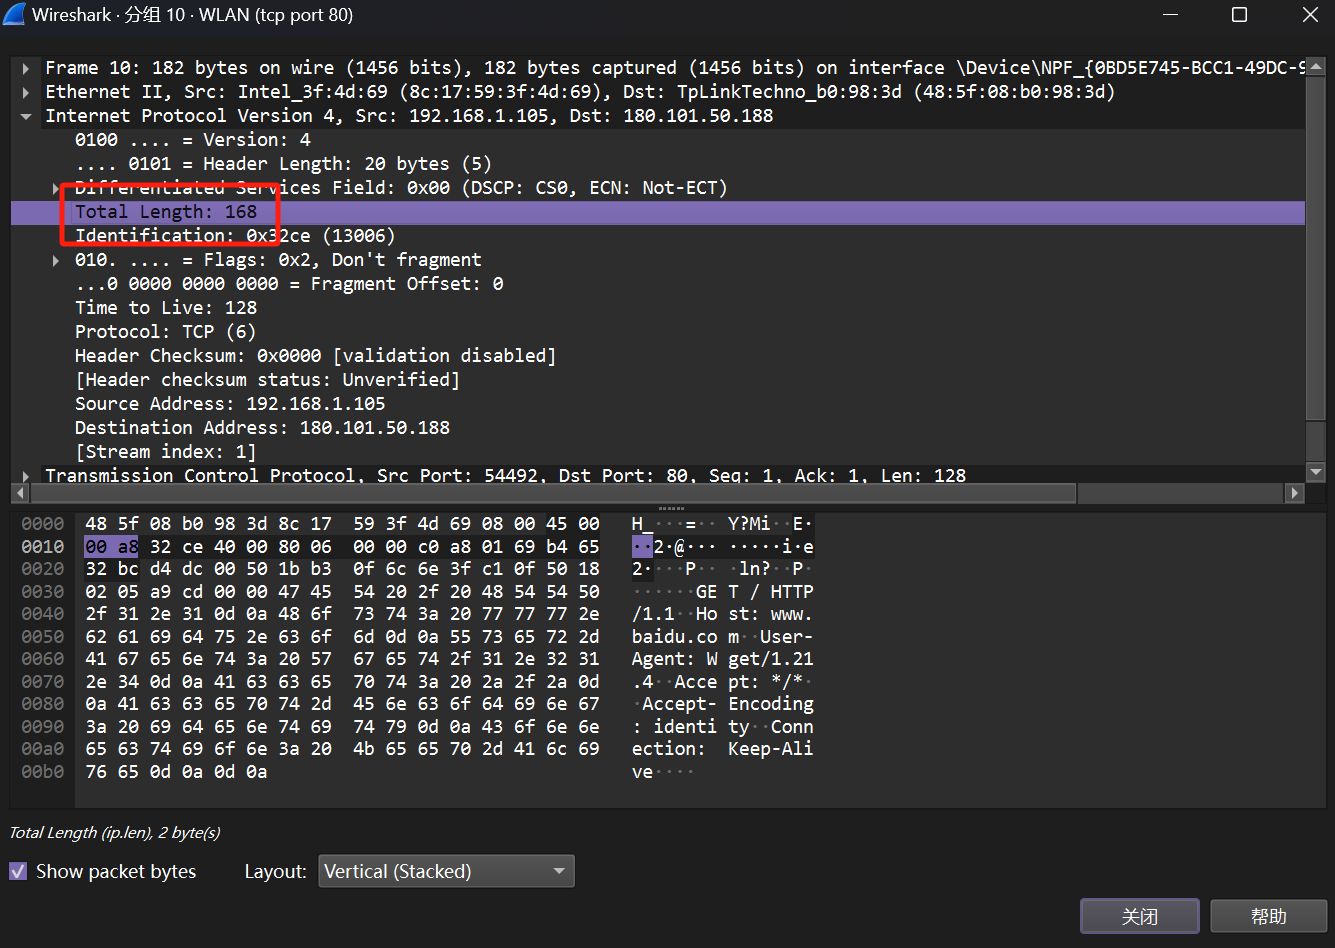 Wireshark · 分组 10 · WLAN (tcp port 80)
Frame 10: 182 bytes on wire (1456 bits), 182 bytes captured (1456 bits) on interface \Device\NPF_{0BD5E745-BCC1-49DC-9
Ethernet II, Src: Intel_3f:4d:69 (8c:17:59:3f:4d:69), Dst: TpLinkTechno_b0:98:3d (48:5f:08:b0:98:3d)
Internet Protocol Version 4, Src: 192.168.1.105, Dst: 180.101.50.188
0100 .... = Version: 4
.... 0101 = Header Length: 20 bytes (5)
Differentiated Services Field: 0x00 (DSCP: CS0, ECN: Not-ECT)
Total Length: 168
Identification: 0x32ce (13006)
010. .... = Flags: 0x2, Don't fragment
...0 0000 0000 0000 = Fragment Offset: 0
Time to Live: 128
Protocol: TCP (6)
Header Checksum: 0x0000 [validation disabled]
[Header checksum status: Unverified]
Source Address: 192.168.1.105
Destination Address: 180.101.50.188
[Stream index: 1]
Transmission Control Protocol, Src Port: 54492, Dst Port: 80, Seq: 1, Ack: 1, Len: 128
0000 48 5f 08 b0 98 3d 8c 17 59 3f 4d 69 08 00 45 00 H_···=·· Y?Mi··E·
0010 00 a8 32 ce 40 00 80 06 00 00 c0 a8 01 69 b4 65 ··2·@··· ·····i·e
0020 32 bc d4 dc 00 50 1b b3 0f 6c 6e 3f c1 0f 50 18 2····P·· ·ln?··P·
0030 02 05 a9 cd 00 00 47 45 54 20 2f 20 48 54 54 50 ······GE T / HTTP
0040 2f 31 2e 31 0d 0a 48 6f 73 74 3a 20 77 77 77 2e /1.1··Ho st: www.
0050 62 61 69 64 75 2e 63 6f 6d 0d 0a 55 73 65 72 2d baidu.co m··User-
0060 41 67 65 6e 74 3a 20 57 67 65 74 2f 31 2e 32 31 Agent: W get/1.21
0070 2e 34 0d 0a 41 63 63 65 70 74 3a 20 2a 2f 2a 0d .4··Acce pt: */*·
0080 0a 41 63 63 65 70 74 2d 45 6e 63 6f 64 69 6e 67 ·Accept- Encoding
0090 3a 20 69 64 65 6e 74 69 74 79 0d 0a 43 6f 6e 6e : identi ty··Conn
00a0 65 63 74 69 6f 6e 3a 20 4b 65 65 70 2d 41 6c 69 ection: Keep-Ali
00b0 76 65 0d 0a 0d 0a ve····
Total Length (ip.len), 2 byte(s)
Show packet bytes Layout: Vertical (Stacked)
关闭 帮助